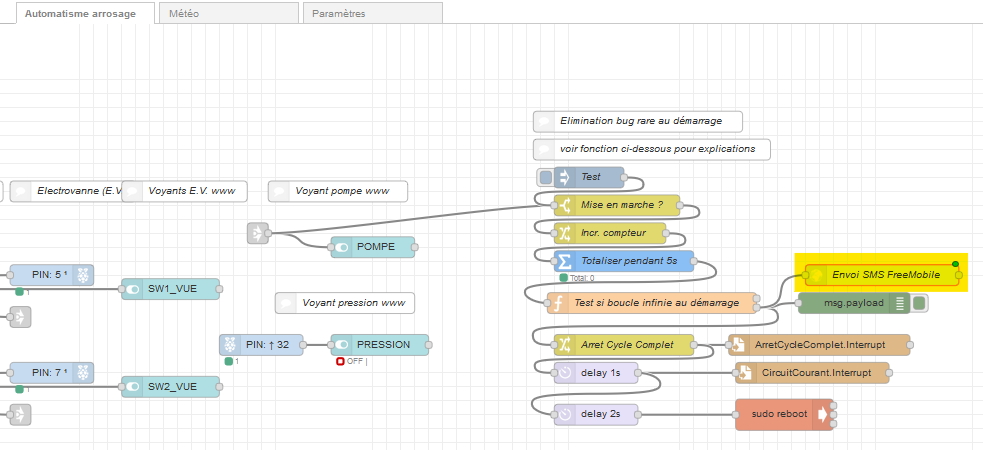 Automatisme arrosage
Météo
Paramètres
Elimination bug rare au démarrage
voir fonction ci-dessous pour explications
Test
Electrovanne (E.V
Voyants E.V. www
Voyant pompe www
Mise en marche ?
Incr. compteur
POMPE
Totaliser pendant 5s
Total: 0
PIN: 5
1
SW1_VUE
Envoi SMS FreeMobile
Voyant pression www
Test si boucle infinie au démarrage
msg.payload
PIN: 32
1
PRESSION
OFF |
Arret Cycle Complet
ArretCycleComplet.Interrupt
PIN: 7
1
SW2_VUE
delay 1s
CircuitCourant.Interrupt
delay 2s
sudo reboot